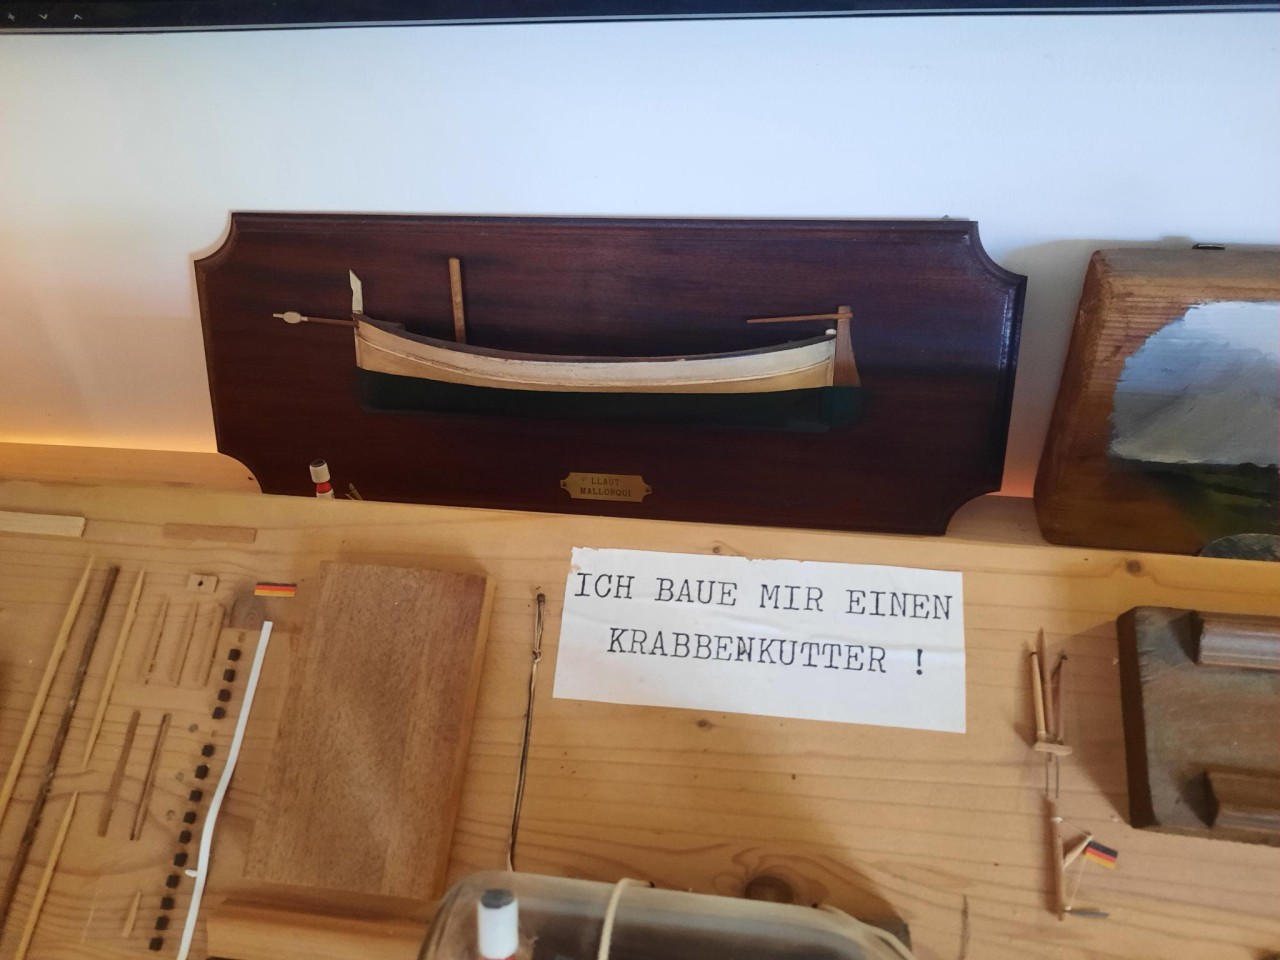 LLAUT
MALLORQUI
ICH BAUE MIR EINEN
KRABBENKUTTER !